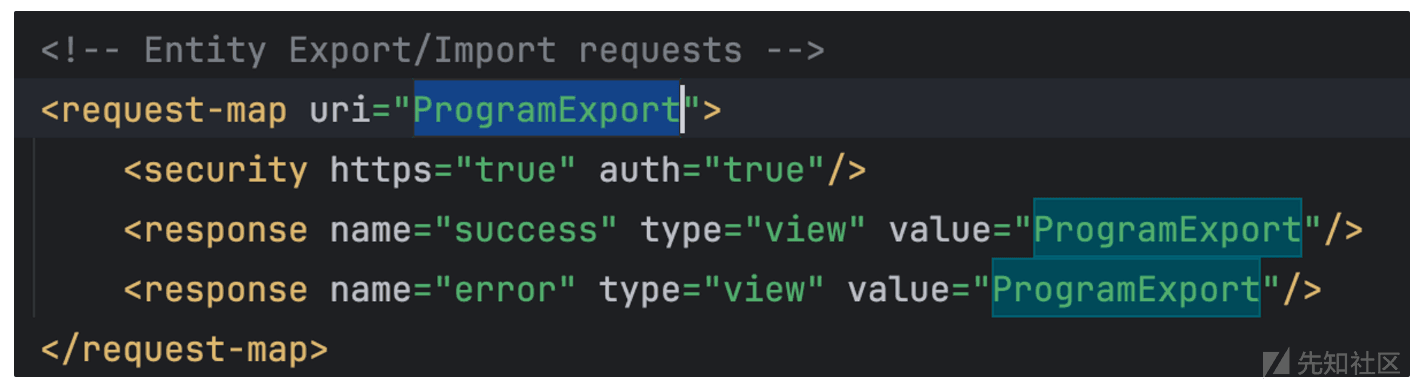 <!-- Entity Export/Import requests -->
<request-map uri="ProgramExport">
    <security https="true" auth="true"/>
    <response name="success" type="view" value="ProgramExport"/>
    <response name="error" type="view" value="ProgramExport"/>
</request-map>
先知社区